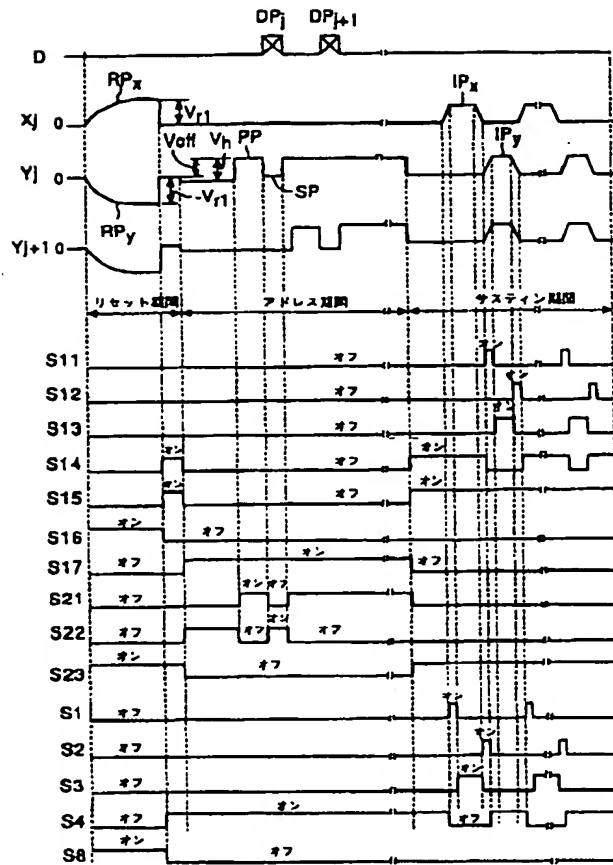 DPj DPj+1
D
RPx IPx
Xj 0 Vr1
Voff Vh PP IPy
Yj 0 SP
-Vr1
RPy
Yj+1 0
リセット期間 アドレス期間 サスティン期間
S11 オフ オン
S12 オフ オン
S13 オフ オン
S14 オン オフ
S15 オン オフ オン
S16 オン オフ
S17 オフ オン オフ
S21 オフ オン オフ
S22 オフ オフ オン オフ
S23 オン オフ
S1 オフ オン
S2 オフ オン
S3 オフ オン
S4 オフ オン オフ
S8 オン オフ